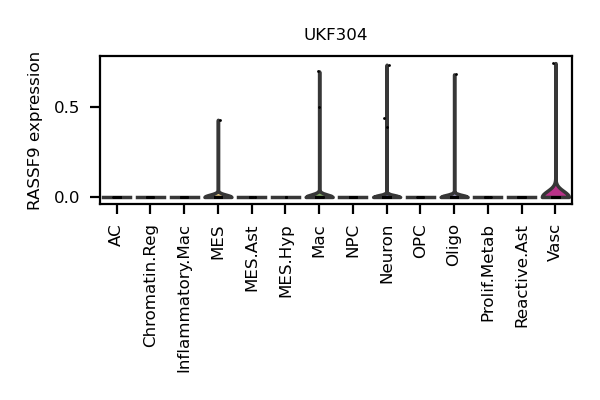 UKF304
RASSF9 expression
0.5
0.0
AC
Chromatin.Reg
Inflammatory.Mac
MES
MES.Ast
MES.Hyp
Mac
NPC
Neuron
OPC
Oligo
Prolif.Metab
Reactive.Ast
Vasc